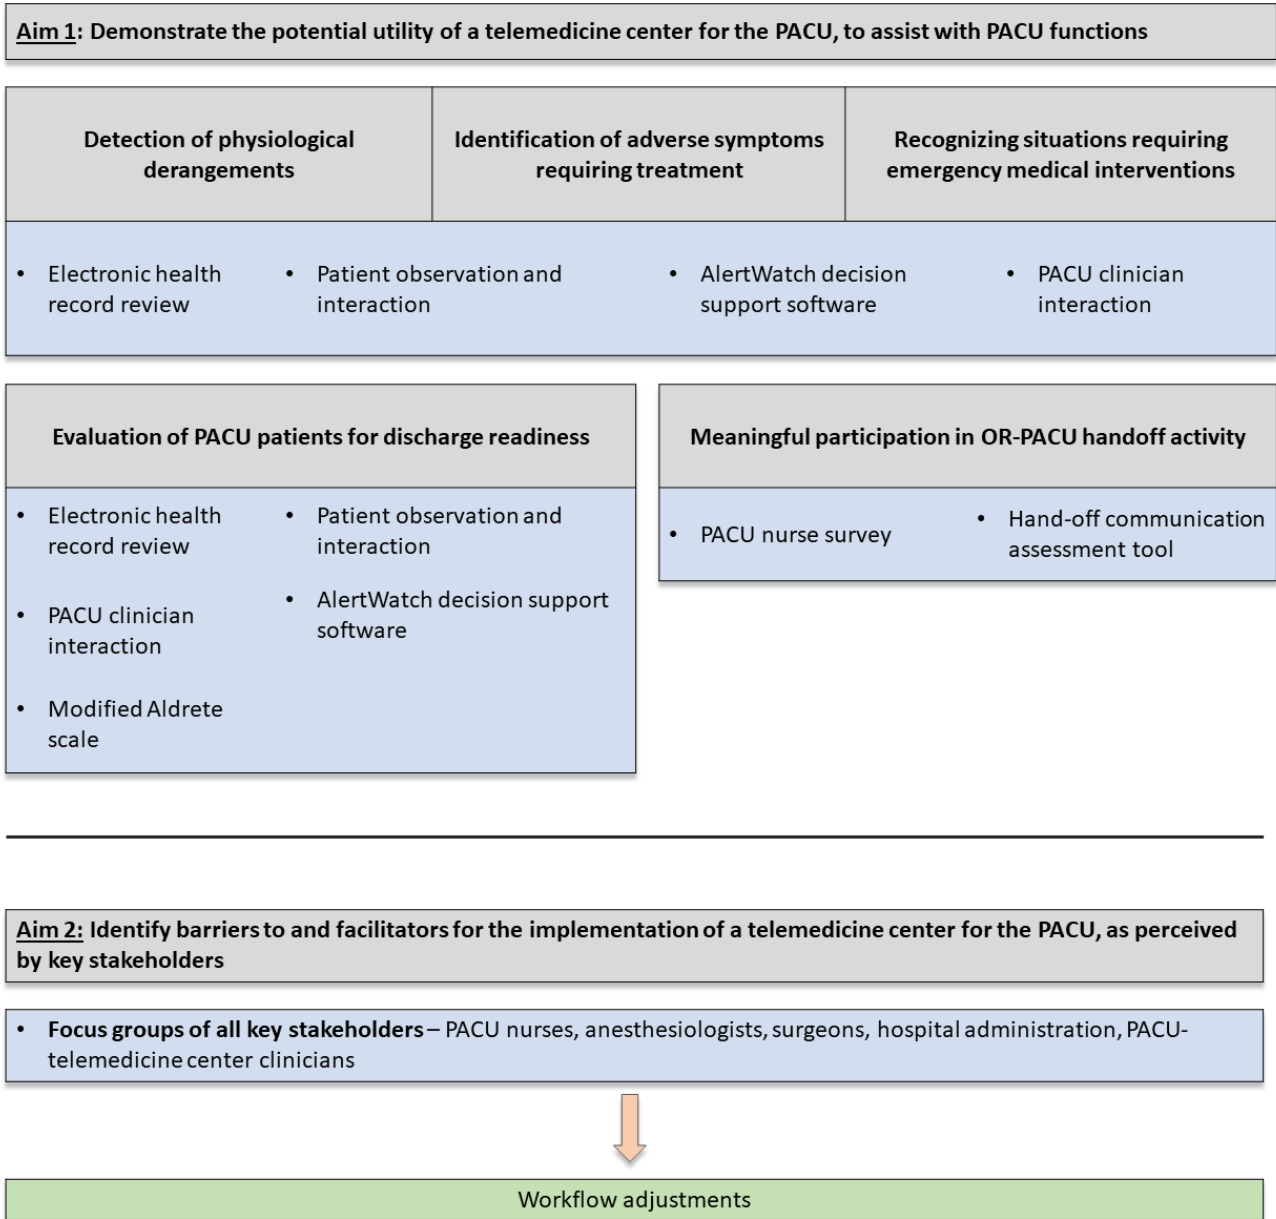 Aim 1: Demonstrate the potential utility of a telemedicine center for the PACU, to assist with PACU functions
Detection of physiological
derangements
Identification of adverse symptoms
requiring treatment
Recognizing situations requiring
emergency medical interventions
• Electronic health
record review
• Patient observation and
interaction
• AlertWatch decision
support software
• PACU clinician
interaction
Evaluation of PACU patients for discharge readiness
• Electronic health
record review
• Patient observation and
interaction
• PACU clinician
interaction
• AlertWatch decision support
software
• Modified Aldrete
scale
Meaningful participation in OR-PACU handoff activity
• PACU nurse survey
• Hand-off communication
assessment tool
Aim 2: Identify barriers to and facilitators for the implementation of a telemedicine center for the PACU, as perceived
by key stakeholders
• Focus groups of all key stakeholders – PACU nurses, anesthesiologists, surgeons, hospital administration, PACU-
telemedicine center clinicians
Workflow adjustments